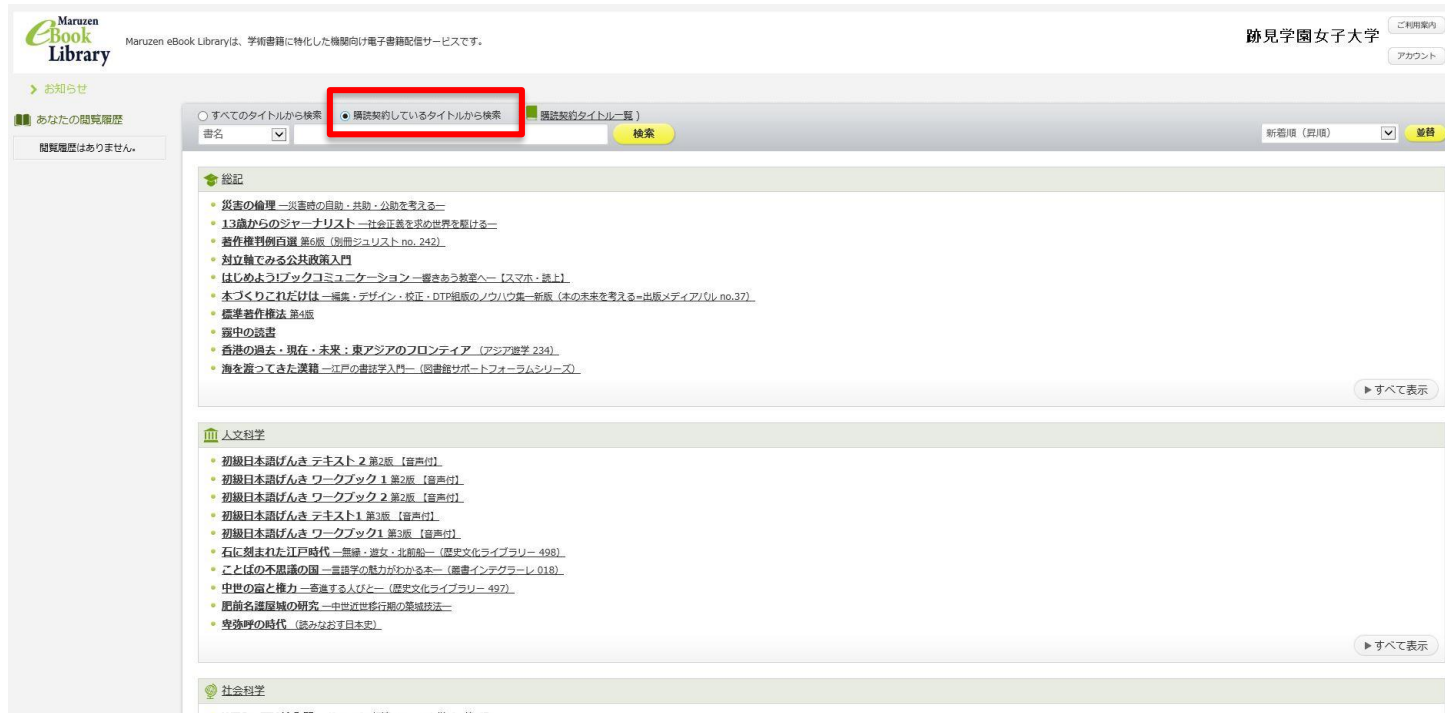 Maruzen
eBook
Library
Maruzen eBook Libraryは、学術書籍に特化した機関向け電子書籍配信サービスです。
跡見学園女子大学
ご利用案内
アカウント
お知らせ
あなたの閲覧履歴
閲覧履歴はありません。
すべてのタイトルから検索
購読契約しているタイトルから検索
購読契約タイトル一覧 )
書名
検索
新着順（昇順）
並替
総記
災害の倫理 ―災害時の自助・共助・公助を考える―
13歳からのジャーナリスト ―社会正義を求め世界を駆ける―
著作権判例百選 第6版（別冊ジュリスト no. 242）
対立軸でみる公共政策入門
はじめよう!ブックコミュニケーション ―響きあう教室へ―【スマホ・読上】
本づくりこれだけは ―編集・デザイン・校正・DTP組版のノウハウ集―新版（本の未来を考える=出版メディアパル no.37）
標準著作権法 第4版
霧中の読書
香港の過去・現在・未来：東アジアのフロンティア （アジア遊学 234）
海を渡ってきた漢籍 ―江戸の書誌学入門―（図書館サポートフォーラムシリーズ）
すべて表示
人文科学
初級日本語げんき テキスト 2 第2版 【音声付】
初級日本語げんき ワークブック 1 第2版 【音声付】
初級日本語げんき ワークブック 2 第2版 【音声付】
初級日本語げんき テキスト1 第3版 【音声付】
初級日本語げんき ワークブック1 第3版 【音声付】
石に刻まれた江戸時代 ―無縁・遊女・北前船―（歴史文化ライブラリー 498）
ことばの不思議の国 ―言語学の魅力がわかる本―（叢書インテグラーレ 018）
中世の富と権力 ―寄進する人びと―（歴史文化ライブラリー 497）
肥前名護屋城の研究 ―中世近世移行期の築城技法―
卑弥呼の時代 （読みなおす日本史）
すべて表示
社会科学